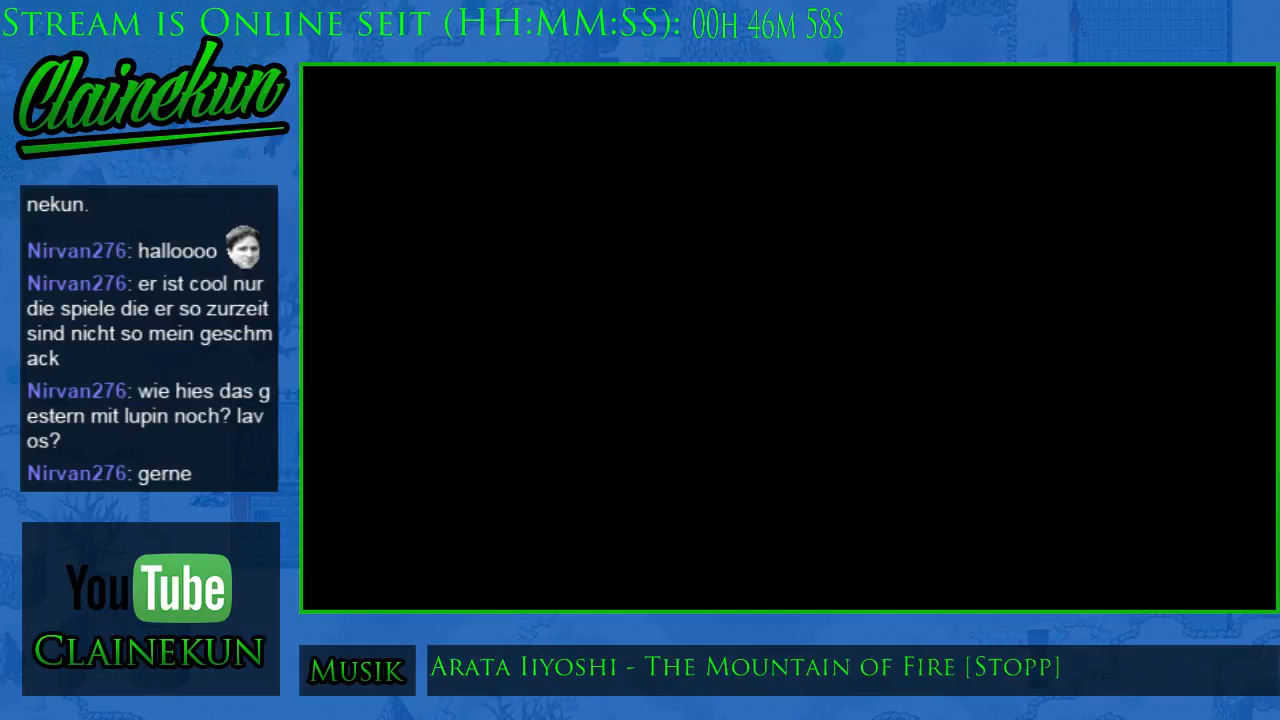 Stream is Online seit (HH:MM:SS): 00h 46m 58s
Clainekun
nekun.
Nirvan276: halloooo
Nirvan276: er ist cool nur
die spiele die er so zurzeit
sind nicht so mein geschm
ack
Nirvan276: wie hies das g
estern mit lupin noch? lav
os?
Nirvan276: gerne
YouTube
Clainekun
Musik
Arata Iiyoshi - The Mountain of Fire [Stopp]